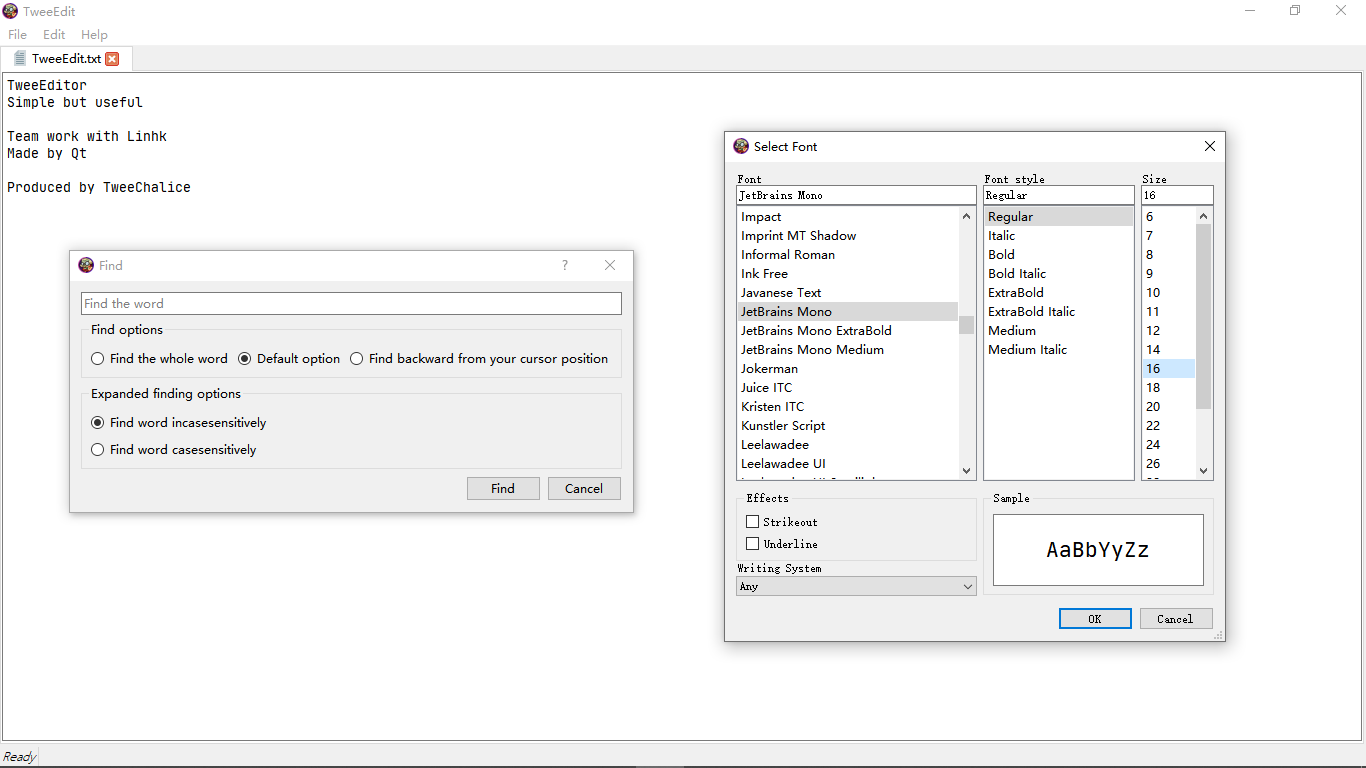 TweeEdit
File Edit Help
TweeEdit.txt
TweeEditor
Simple but useful
Team work with Linhk
Made by Qt
Produced by TweeChalice
Find ?
Find the word
Find options
Find the whole word Default option Find backward from your cursor position
Expanded finding options
Find word incasesensitively
Find word casesensitively
Find Cancel
Select Font
Font Font style Size
JetBrains Mono Regular 16
Impact Regular 6
Imprint MT Shadow Italic 7
Informal Roman Bold 8
Ink Free Bold Italic 9
Javanese Text ExtraBold 10
JetBrains Mono ExtraBold Italic 11
JetBrains Mono ExtraBold Medium 12
JetBrains Mono Medium Medium Italic 14
Jokerman 16
Juice ITC 18
Kristen ITC 20
Kunstler Script 22
Leelawadee 24
Leelawadee UI 26
Effects Sample
Strikeout
Underline
AaBbYyZz
Writing System
Any
OK Cancel
Ready